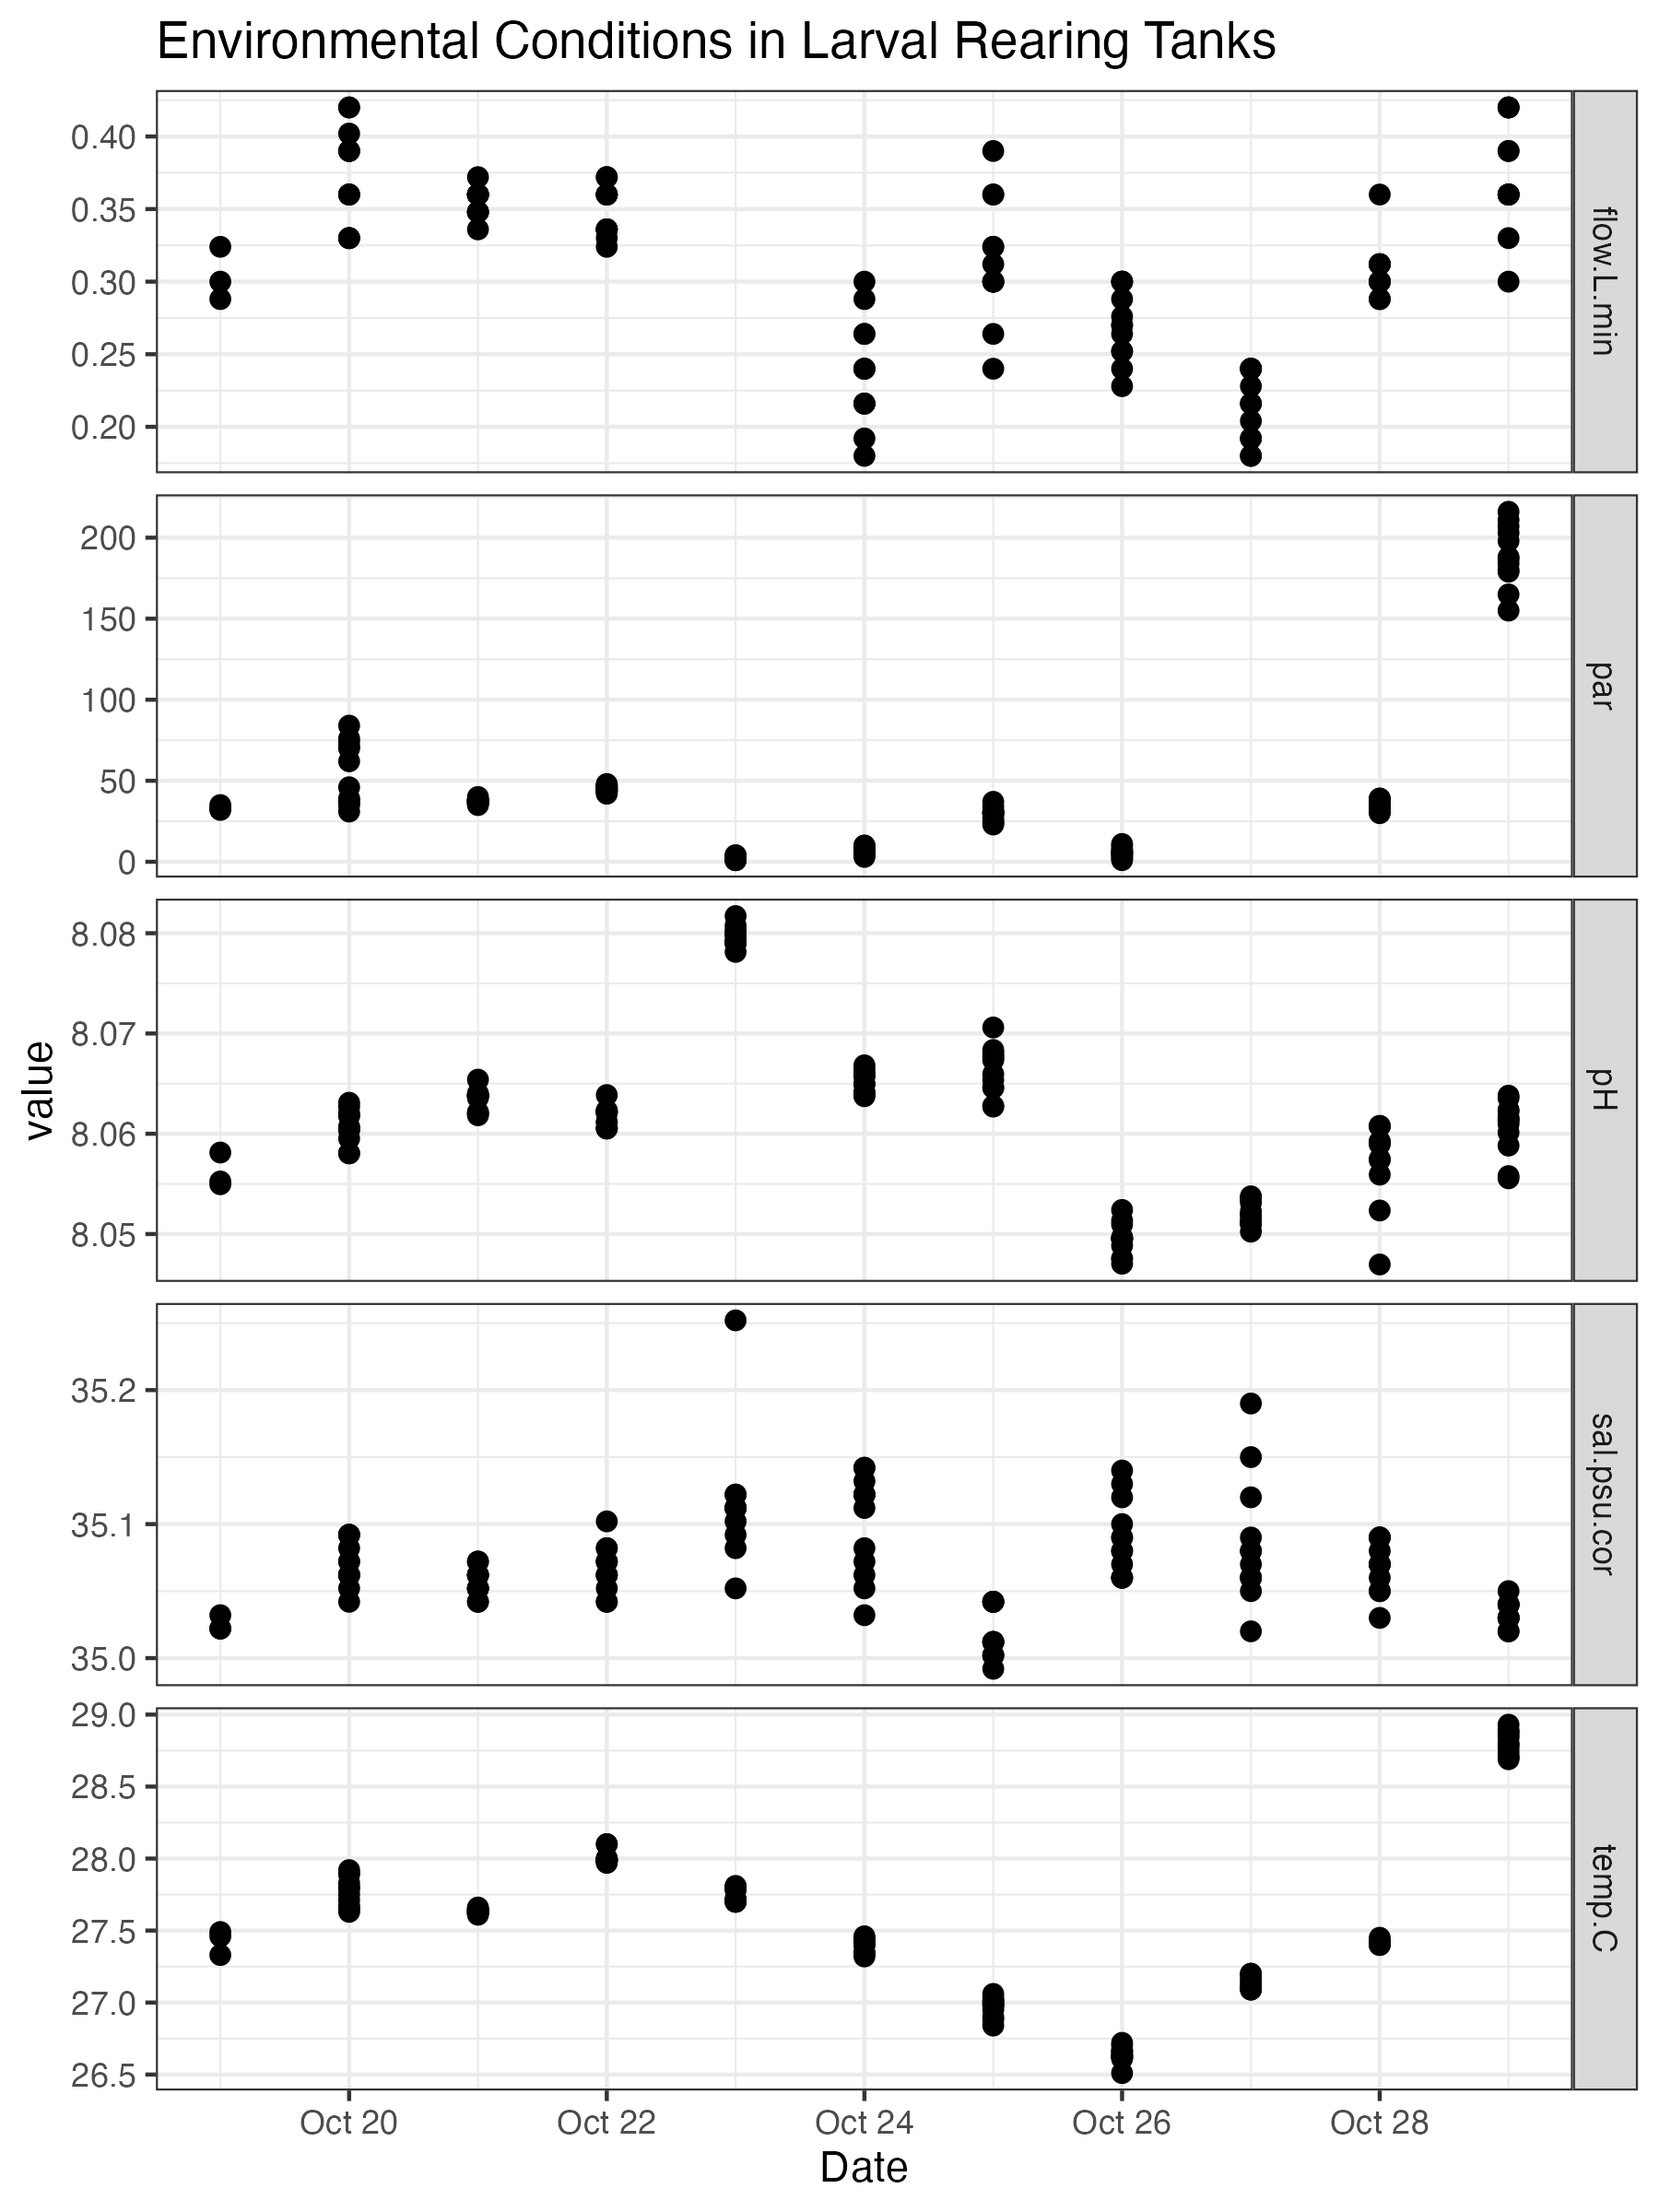 Environmental Conditions in Larval Rearing Tanks
0.40
0.35
0.30
0.25
0.20
flow.L.min
200
150
100
50
0
par
8.08
8.07
8.06
8.05
pH
value
35.2
35.1
35.0
sal.psu.cor
29.0
28.5
28.0
27.5
27.0
26.5
temp.C
Oct 20 Oct 22 Oct 24 Oct 26 Oct 28
Date